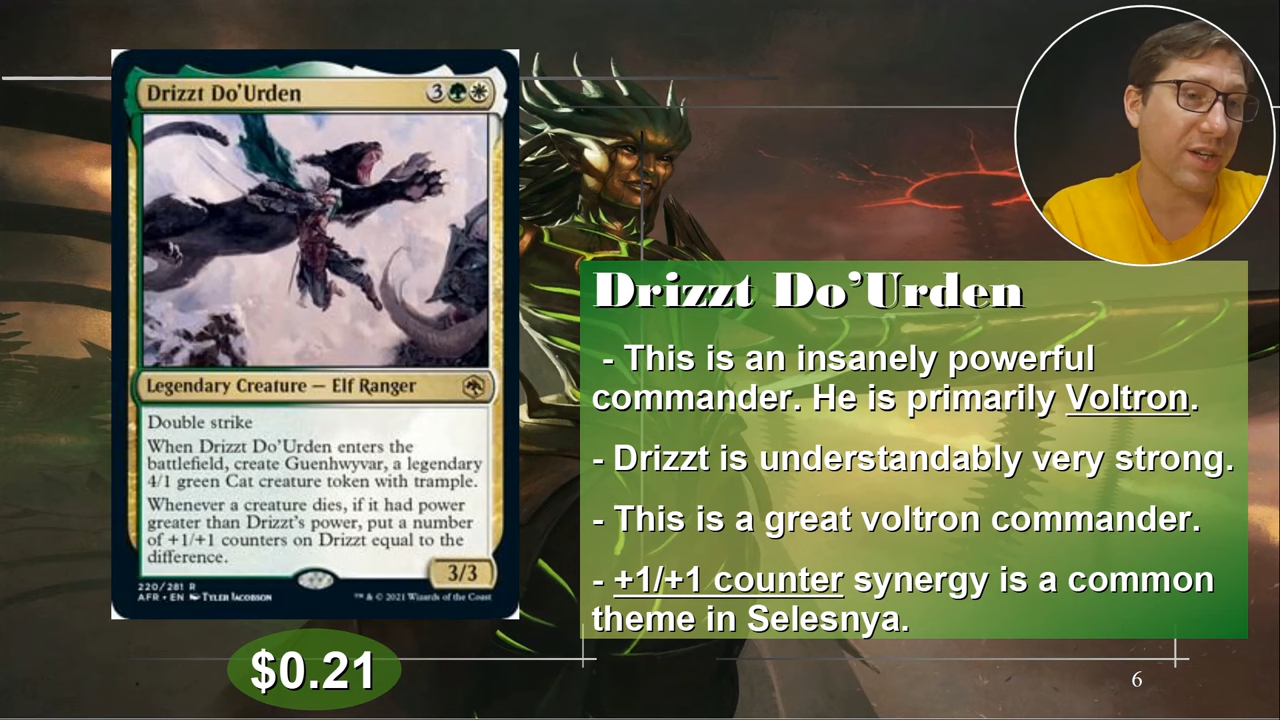 Drizzt Do'Urden 3
Legendary Creature — Elf Ranger
Double strike
When Drizzt Do'Urden enters the
battlefield, create Guenhwyvar, a legendary
4/1 green Cat creature token with trample.
Whenever a creature dies, if it had power
greater than Drizzt's power, put a number
of +1/+1 counters on Drizzt equal to the
difference.
3/3
220/281 R
AFR • EN Tyler Jacobson
™ & © 2021 Wizards of the Coast
$0.21
Drizzt Do'Urden
- This is an insanely powerful
commander. He is primarily Voltron.
- Drizzt is understandably very strong.
- This is a great voltron commander.
- +1/+1 counter synergy is a common
theme in Selesnya.
6